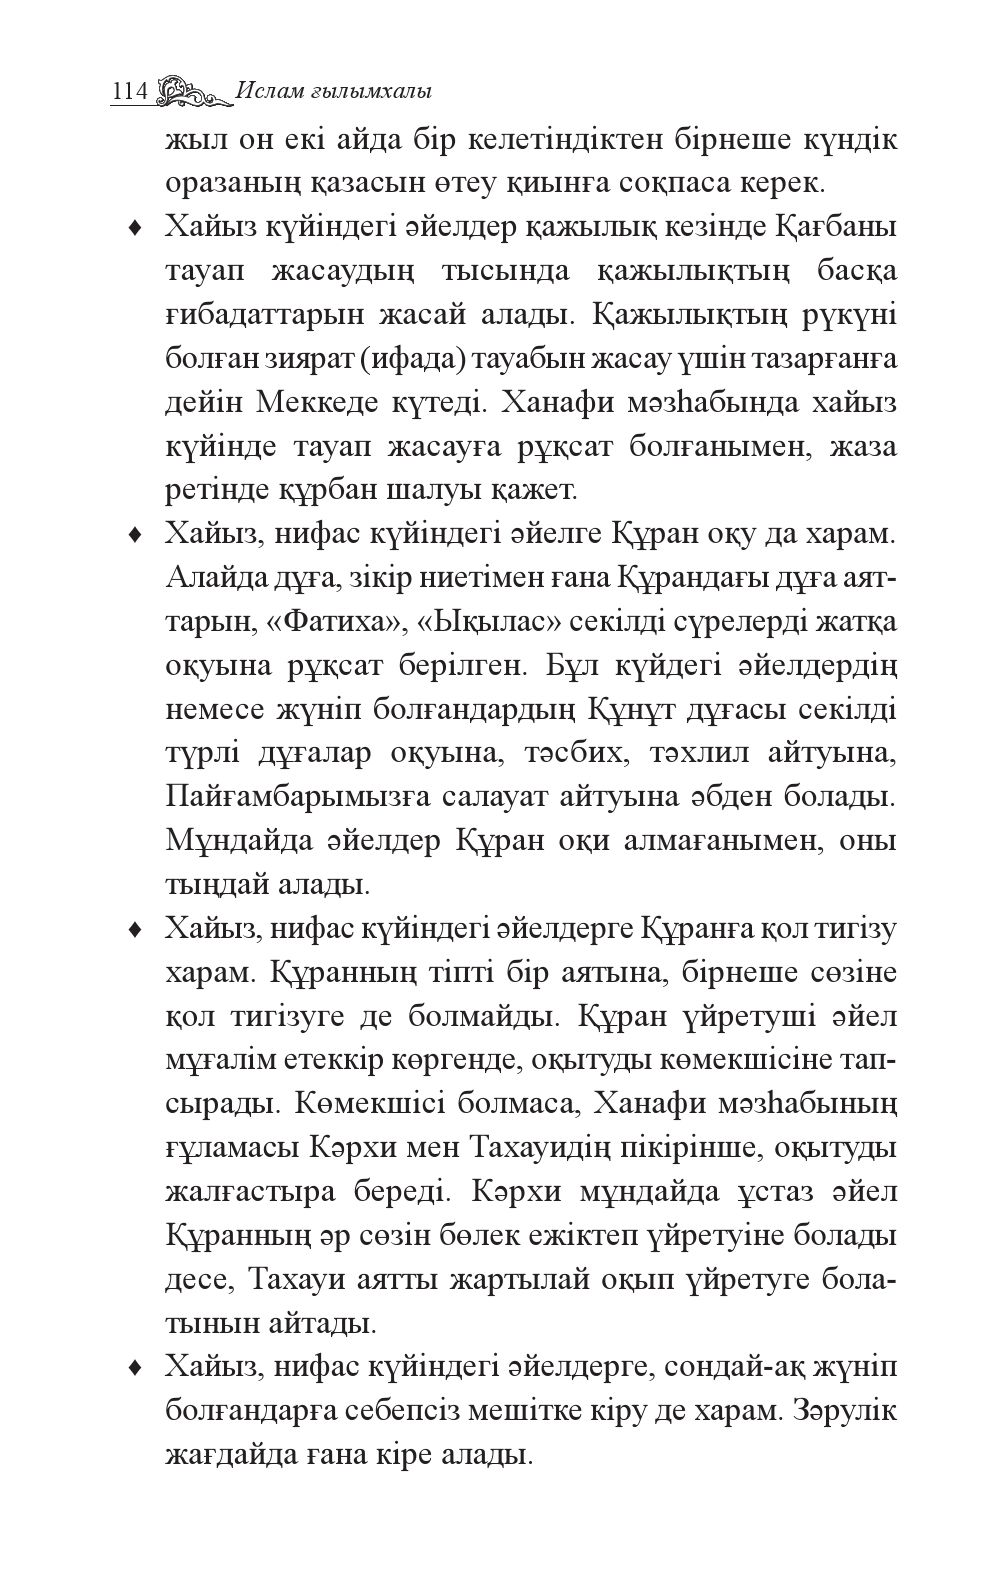 114 Ислам ғылымхалы
жыл он екі айда бір келетіндіктен бірнеше күндік
оразаның қазасын өтеу қиынға соқпаса керек.
♦ Хайыз күйіндегі әйелдер қажылық кезінде Қағбаны
тауап жасаудың тысында қажылықтың басқа
ғибадаттарын жасай алады. Қажылықтың рүкүні
болған зиярат (ифада) тауабын жасау үшін тазарғанға
дейін Меккеде күтеді. Ханафи мәзһабында хайыз
күйінде тауап жасауға рұқсат болғанымен, жаза
ретінде құрбан шалуы қажет.
♦ Хайыз, нифас күйіндегі әйелге Құран оқу да харам.
Алайда дұға, зікір ниетімен ғана Құрандағы дұға аят-
тарын, «Фатиха», «Ықылас» секілді сүрелерді жатқа
оқуына рұқсат берілген. Бұл күйдегі әйелдердің
немесе жүніп болғандардың Құнұт дұғасы секілді
түрлі дұғалар оқуына, тәсбих, тәхлил айтуына,
Пайғамбарымызға салауат айтуына әбден болады.
Мұндайда әйелдер Құран оқи алмағанымен, оны
тыңдай алады.
♦ Хайыз, нифас күйіндегі әйелдерге Құранға қол тигізу
харам. Құранның тіпті бір аятына, бірнеше сөзіне
қол тигізуге де болмайды. Құран үйретуші әйел
мұғалім етеккір көргенде, оқытуды көмекшісіне тап-
сырады. Көмекшісі болмаса, Ханафи мәзһабының
ғұламасы Кәрхи мен Тахауидің пікірінше, оқытуды
жалғастыра береді. Кәрхи мұндайда ұстаз әйел
Құранның әр сөзін бөлек ежіктеп үйретуіне болады
десе, Тахауи аятты жартылай оқып үйретуге бола-
тынын айтады.
♦ Хайыз, нифас күйіндегі әйелдерге, сондай-ақ жүніп
болғандарға себепсіз мешітке кіру де харам. Зәрулік
жағдайда ғана кіре алады.